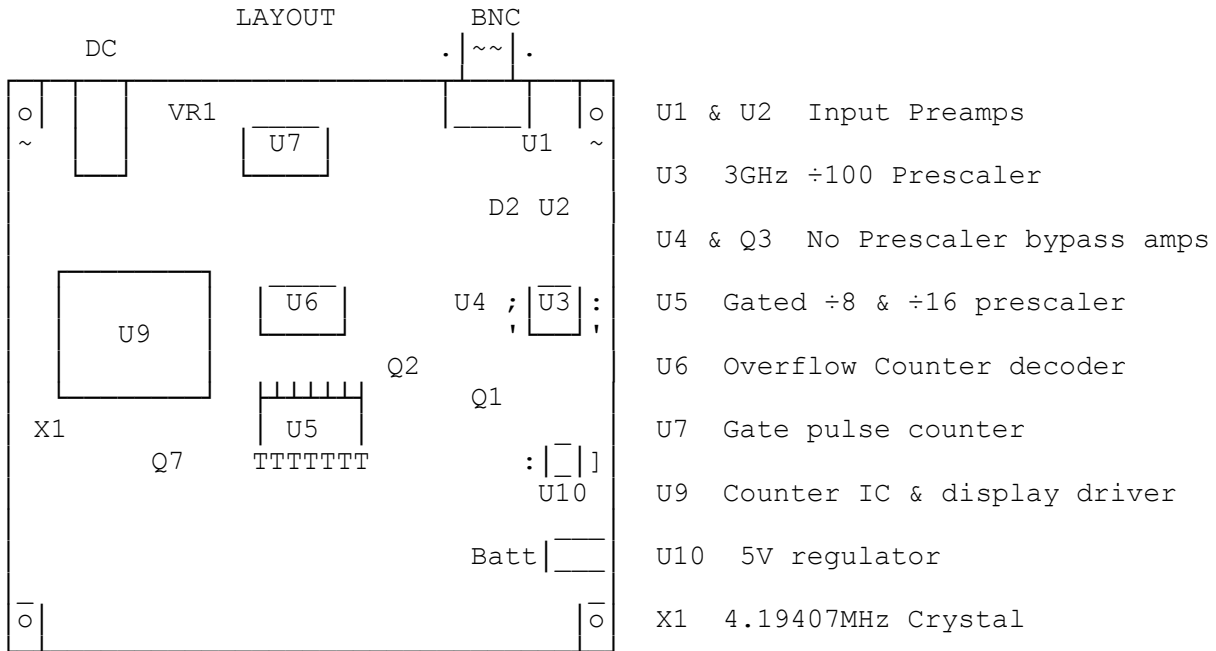 LAYOUT BNC
DC
VR1 U1 & U2 Input Preamps
U7 U1
U3 3GHz ÷100 Prescaler
D2 U2
U4 & Q3 No Prescaler bypass amps
U6 U4 U3 U5 Gated ÷8 & ÷16 prescaler
U9
Q2 U6 Overflow Counter decoder
Q1
X1 U5 U7 Gate pulse counter
Q7 TTTTTTT
U10 U9 Counter IC & display driver
Batt U10 5V regulator
X1 4.19407MHz Crystal